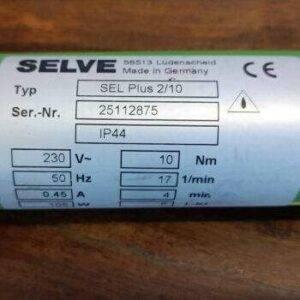 SELVE 58513 Lüdenscheid
Made in Germany CE
Typ SEL Plus 2/10
Ser.-Nr. 25112875
IP44
230 V~ 10 Nm
50 Hz 17 1/min
0.45 A 4 min